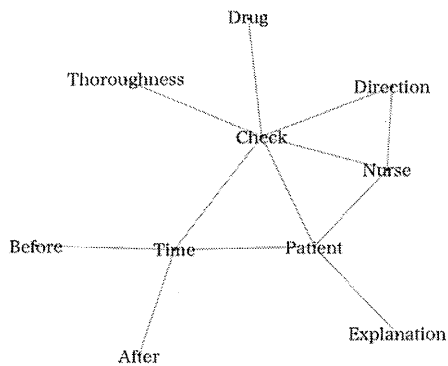 Drug
Thoroughness
Direction
Check
Nurse
Before
Time
Patient
Explanation
After